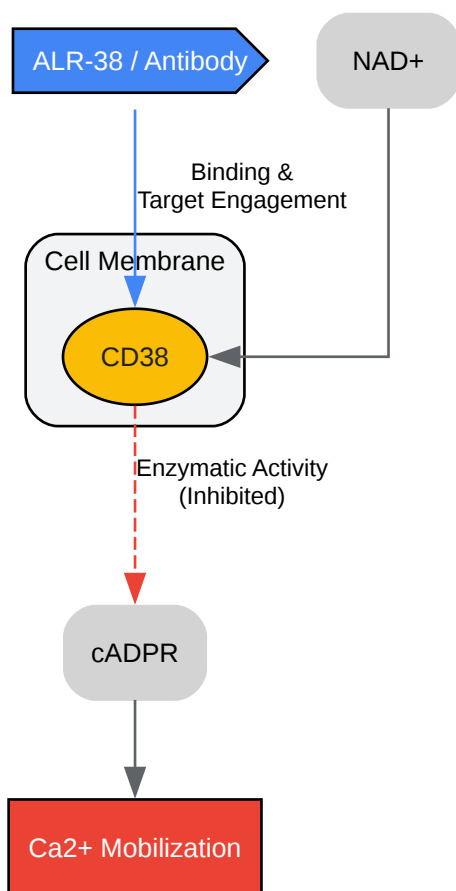 ALR-38 / Antibody
NAD+
Binding &
Target Engagement
Cell Membrane
CD38
Enzymatic Activity
(Inhibited)
cADPR
Ca2+ Mobilization